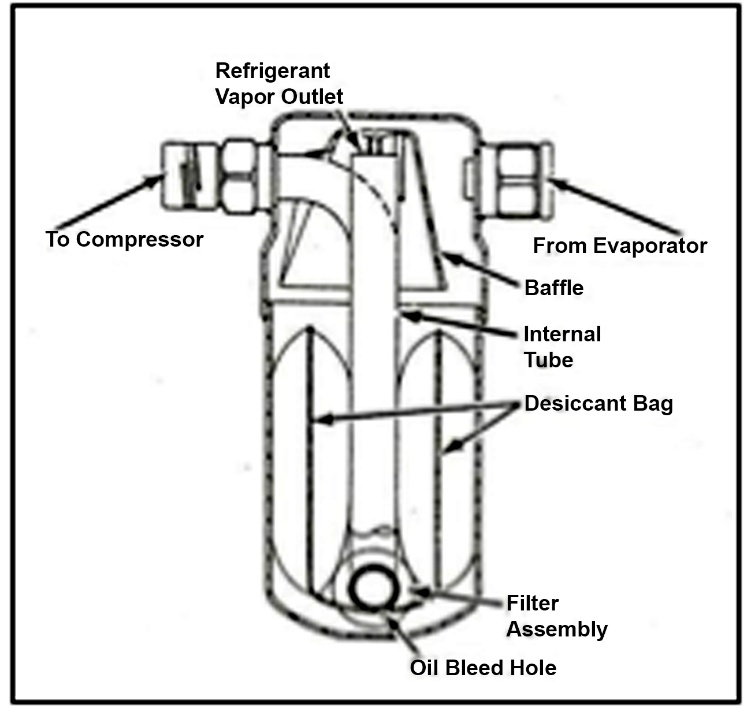 Refrigerant
Vapor Outlet
To Compressor
From Evaporator
Baffle
Internal
Tube
Desiccant Bag
Filter
Assembly
Oil Bleed Hole